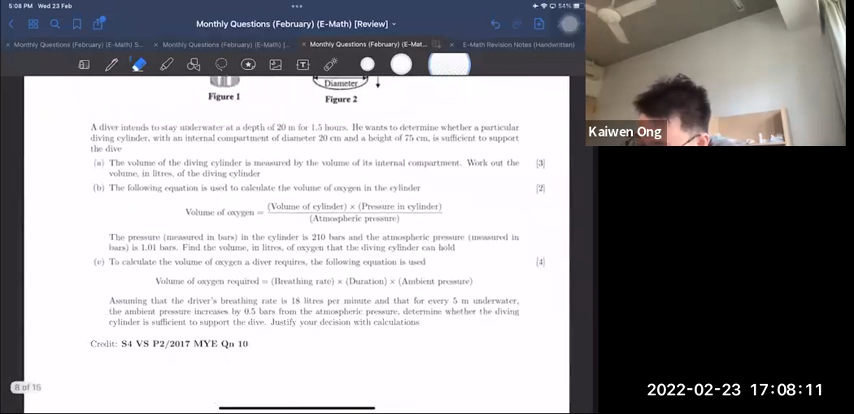 5:08 PM Wed 23 Feb
54%
Monthly Questions (February) (E-Math) [Review]
Monthly Questions (February) (E-Math) S...
Monthly Questions (February) (E-Math) [...
Monthly Questions (February) (E-Mat...
E-Math Revision Notes (Handwritten)
Figure 1
Diameter
Figure 2
A diver intends to stay underwater at a depth of 20 m for 1.5 hours. He wants to determine whether a particular
diving cylinder, with an internal compartment of diameter 20 cm and a height of 75 cm, is sufficient to support
the dive
(a) The volume of the diving cylinder is measured by the volume of its internal compartment. Work out the [3]
volume, in litres, of the diving cylinder
(b) The following equation is used to calculate the volume of oxygen in the cylinder [2]
Volume of oxygen = (Volume of cylinder) × (Pressure in cylinder)
(Atmospheric pressure)
The pressure (measured in bars) in the cylinder is 210 bars and the atmospheric pressure (measured in
bars) is 1.01 bars. Find the volume, in litres, of oxygen that the diving cylinder can hold
(c) To calculate the volume of oxygen a diver requires, the following equation is used [4]
Volume of oxygen required = (Breathing rate) × (Duration) × (Ambient pressure)
Assuming that the driver's breathing rate is 18 litres per minute and that for every 5 m underwater,
the ambient pressure increases by 0.5 bars from the atmospheric pressure, determine whether the diving
cylinder is sufficient to support the dive. Justify your decision with calculations
Credit: S4 VS P2/2017 MYE Qn 10
8 of 15
Kaiwen Ong
2022-02-23 17:08:11